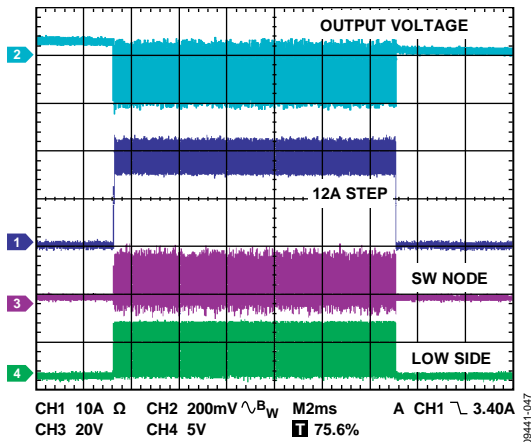 OUTPUT VOLTAGE
2
12A STEP
1
SW NODE
3
LOW SIDE
4
CH1 10A Ω CH2 200mV ∿BW M2ms A CH1 ⌝ 3.40A
CH3 20V CH4 5V T 75.6%
09431-047